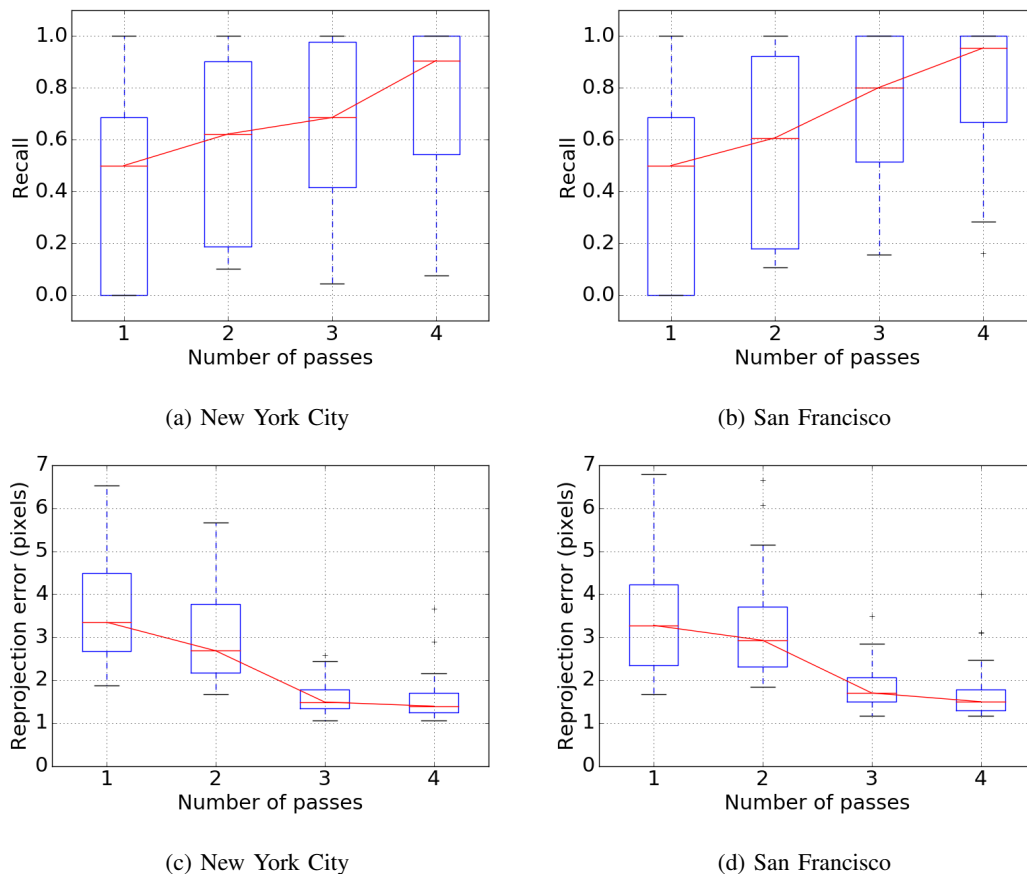 1.0
0.8
0.6
0.4
0.2
0.0
Recall
1 2 3 4
Number of passes
(a) New York City
1.0
0.8
0.6
0.4
0.2
0.0
Recall
1 2 3 4
Number of passes
(b) San Francisco
7
6
5
4
3
2
1
0
Reprojection error (pixels)
1 2 3 4
Number of passes
(c) New York City
7
6
5
4
3
2
1
0
Reprojection error (pixels)
1 2 3 4
Number of passes
(d) San Francisco